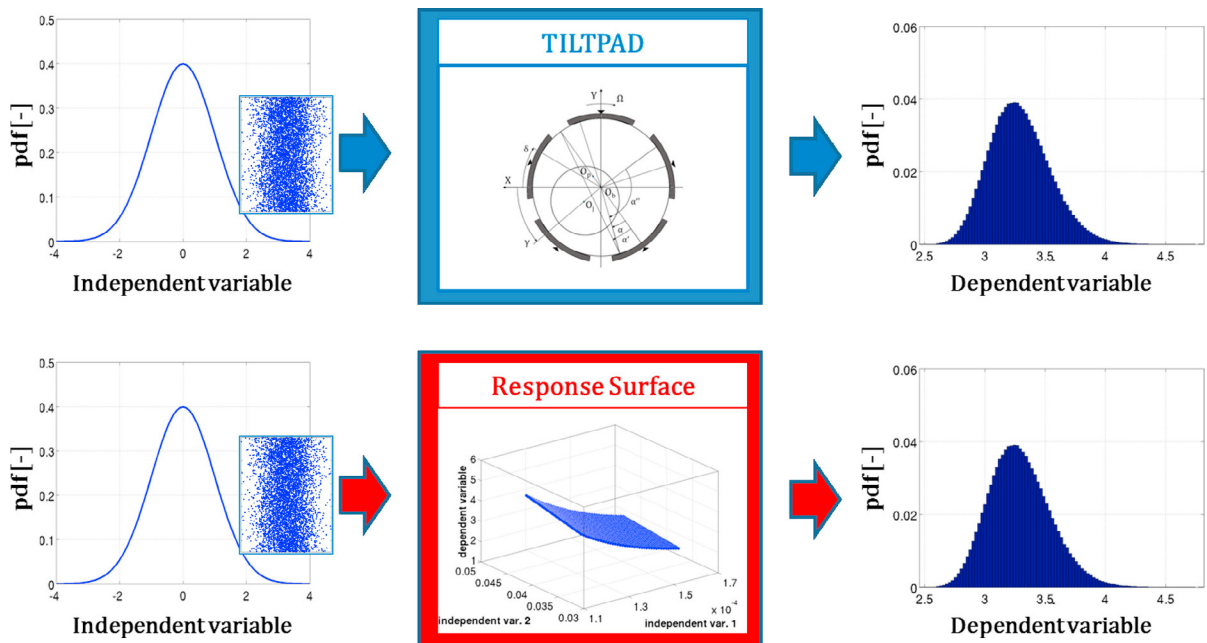 TILTPAD
pdf [-]
0.5
0.4
0.3
0.2
0.1
0
-4
-2
0
2
4
Independent variable
Y
Ω
δ
X
O
O
b
O
α''
α
α'
γ
pdf [-]
0.06
0.04
0.02
0
2.5
3
3.5
4
4.5
Dependent variable
Response Surface
pdf [-]
0.5
0.4
0.3
0.2
0.1
0
-4
-2
0
2
4
Independent variable
dependent variable
6
5
4
3
2
1
0.05
0.045
0.04
0.035
0.03
independent var. 2
1.1
1.3
1.5
1.7
x 10⁻⁴
independent var. 1
pdf [-]
0.06
0.04
0.02
0
2.5
3
3.5
4
4.5
Dependent variable